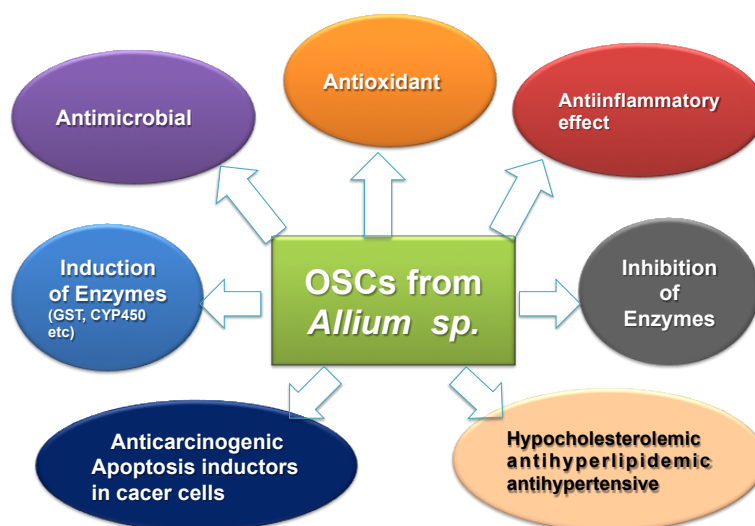 Antimicrobial
Antioxidant
Antiinflammatory
effect
Induction
of Enzymes
(GST, CYP450
etc)
OSCs from
Allium sp.
Inhibition
of
Enzymes
Anticarcinogenic
Apoptosis inductors
in cacer cells
Hypocholesterolemic
antihyperlipidemic
antihypertensive